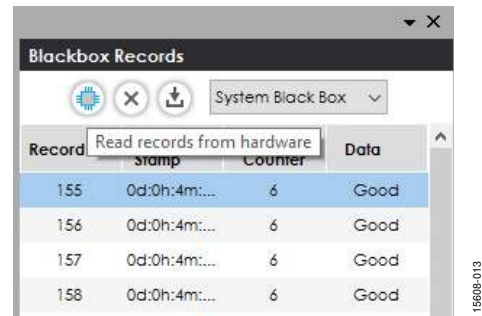 Blackbox Records
System Black Box
Read records from hardware
Record Stamp Counter Data
155 0d:0h:4m:... 6 Good
156 0d:0h:4m:... 6 Good
157 0d:0h:4m:... 6 Good
158 0d:0h:4m:... 6 Good
15608-013